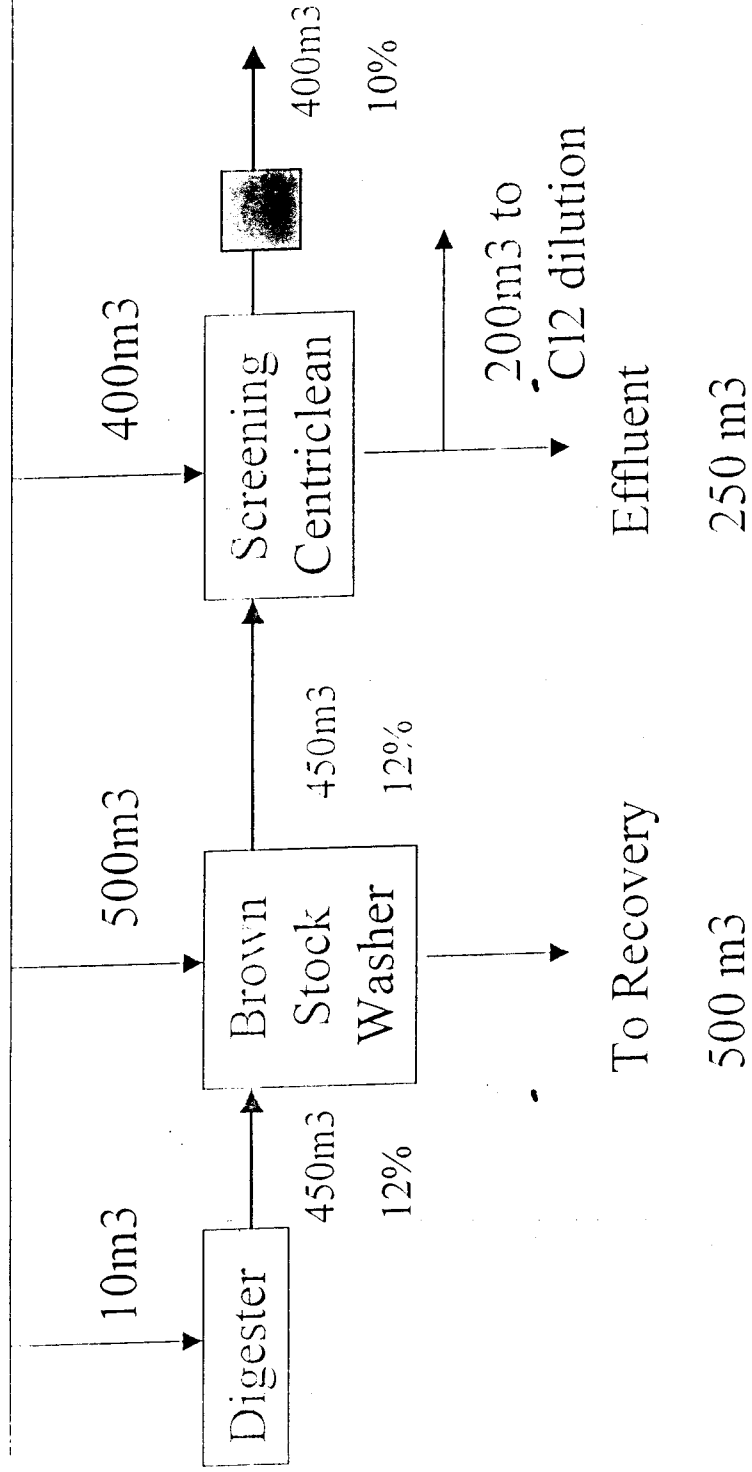 10m3
500m3
400m3
Digester
450m3
12%
Brown
Stock
Washer
450m3
12%
Screening
Centriclean
400m3
10%
To Recovery
500 m3
200m3 to
Cl2 dilution
Effluent
250 m3